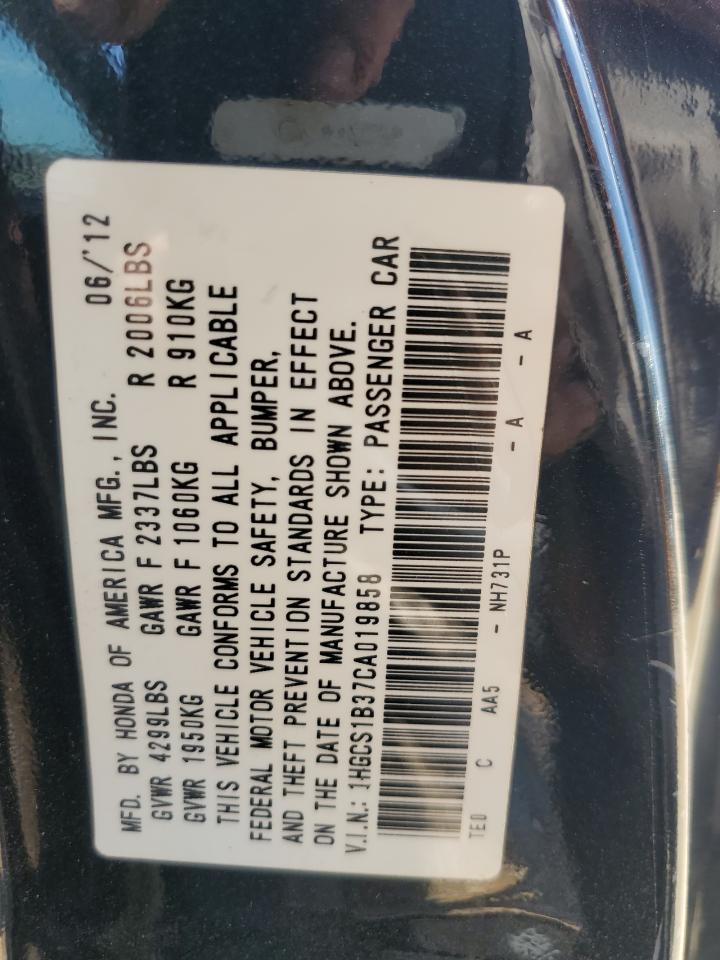 MFD. BY HONDA OF AMERICA MFG., INC. 06/'12
GVWR 4299LBS GAWR F 2337LBS R 2006LBS
GVWR 1950KG GAWR F 1060KG R 910KG
THIS VEHICLE CONFORMS TO ALL APPLICABLE
FEDERAL MOTOR VEHICLE SAFETY, BUMPER,
AND THEFT PREVENTION STANDARDS IN EFFECT
ON THE DATE OF MANUFACTURE SHOWN ABOVE.
V.I.N.: 1HGCS1B37CA019858 TYPE: PASSENGER CAR
TE0 C AA5 - NH731P - A - A